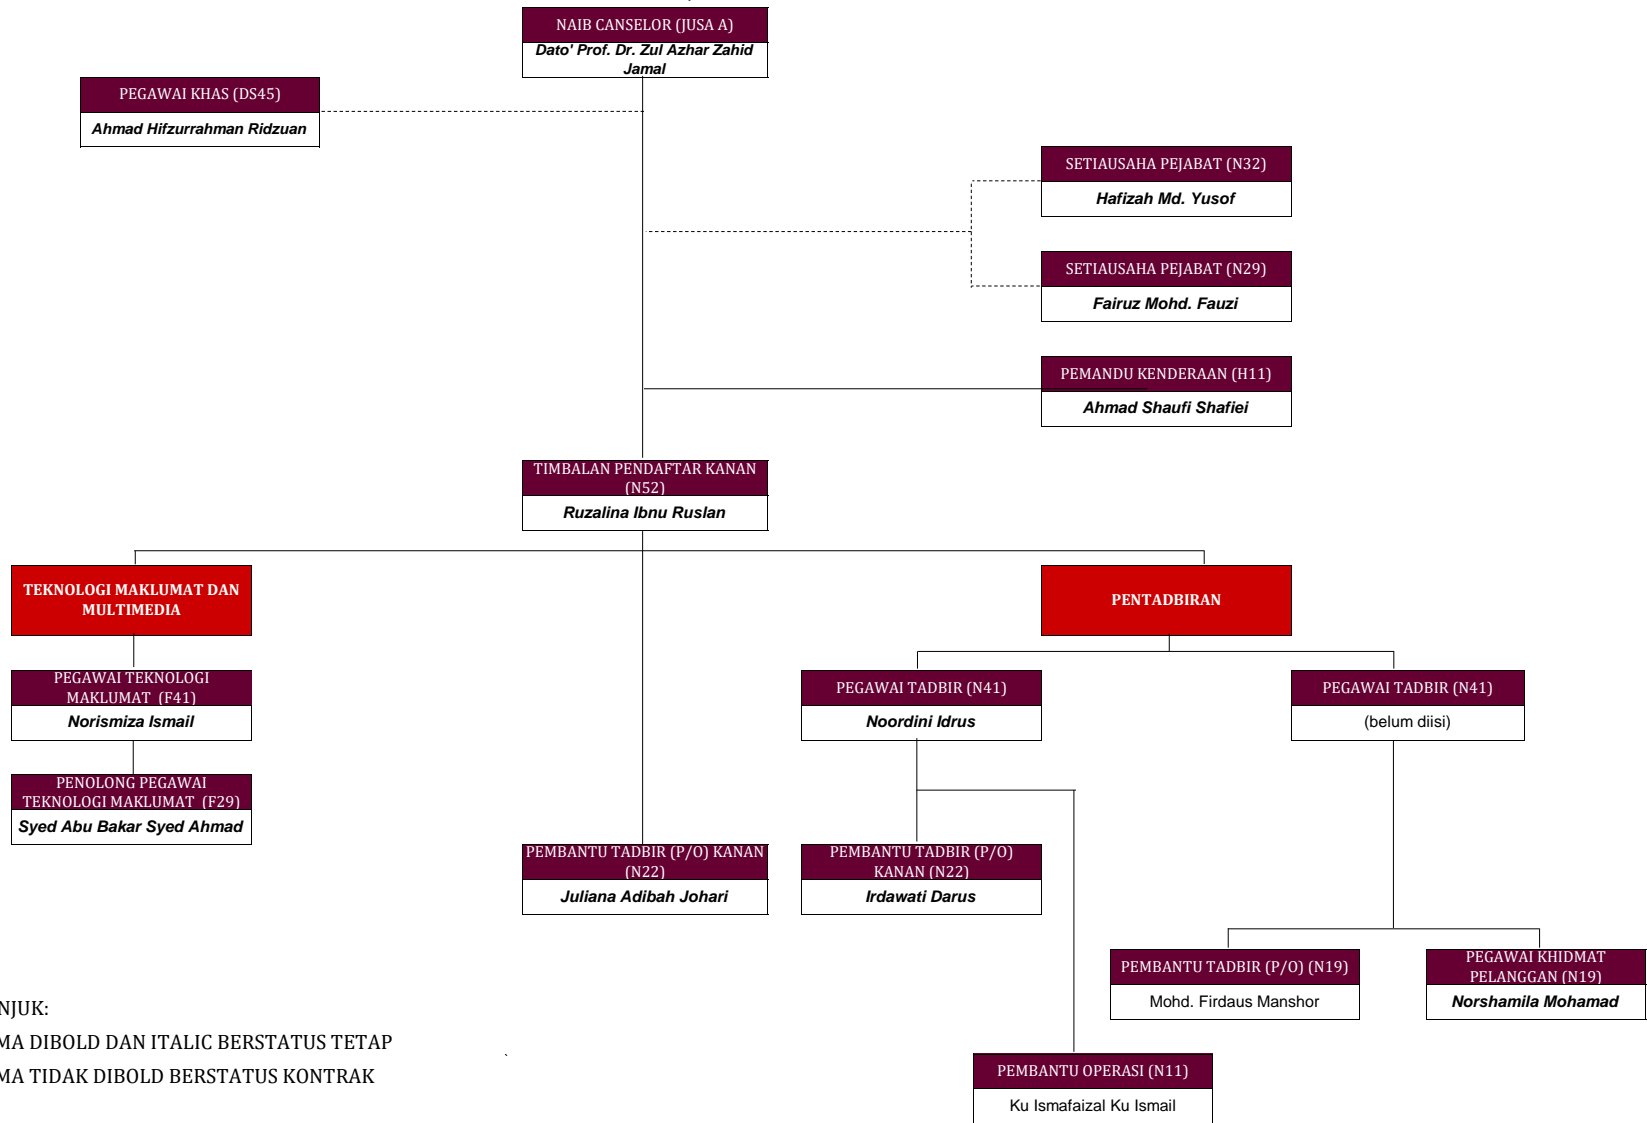 NAIB CANSELOR (JUSA A)
Dato' Prof. Dr. Zul Azhar Zahid
Jamal
PEGAWAI KHAS (DS45)
Ahmad Hifzurrahman Ridzuan
SETIAUSAHA PEJABAT (N32)
Hafizah Md. Yusof
SETIAUSAHA PEJABAT (N29)
Fairuz Mohd. Fauzi
PEMANDU KENDERAAN (H11)
Ahmad Shaufi Shafiei
TIMBALAN PENDAFTAR KANAN
(N52)
Ruzalina Ibnu Ruslan
TEKNOLOGI MAKLUMAT DAN
MULTIMEDIA
PENTADBIRAN
PEGAWAI TEKNOLOGI
MAKLUMAT (F41)
Norismiza Ismail
PEGAWAI TADBIR (N41)
Noordini Idrus
PEGAWAI TADBIR (N41)
(belum diisi)
PENOLONG PEGAWAI
TEKNOLOGI MAKLUMAT (F29)
Syed Abu Bakar Syed Ahmad
PEMBANTU TADBIR (P/O) KANAN
(N22)
Juliana Adibah Johari
PEMBANTU TADBIR (P/O)
KANAN (N22)
Irdawati Darus
PEMBANTU TADBIR (P/O) (N19)
Mohd. Firdaus Manshor
PEGAWAI KHIDMAT
PELANGGAN (N19)
Norshamila Mohamad
NJUK:
MA DIBOLD DAN ITALIC BERSTATUS TETAP
MA TIDAK DIBOLD BERSTATUS KONTRAK
PEMBANTU OPERASI (N11)
Ku Ismafaizal Ku Ismail